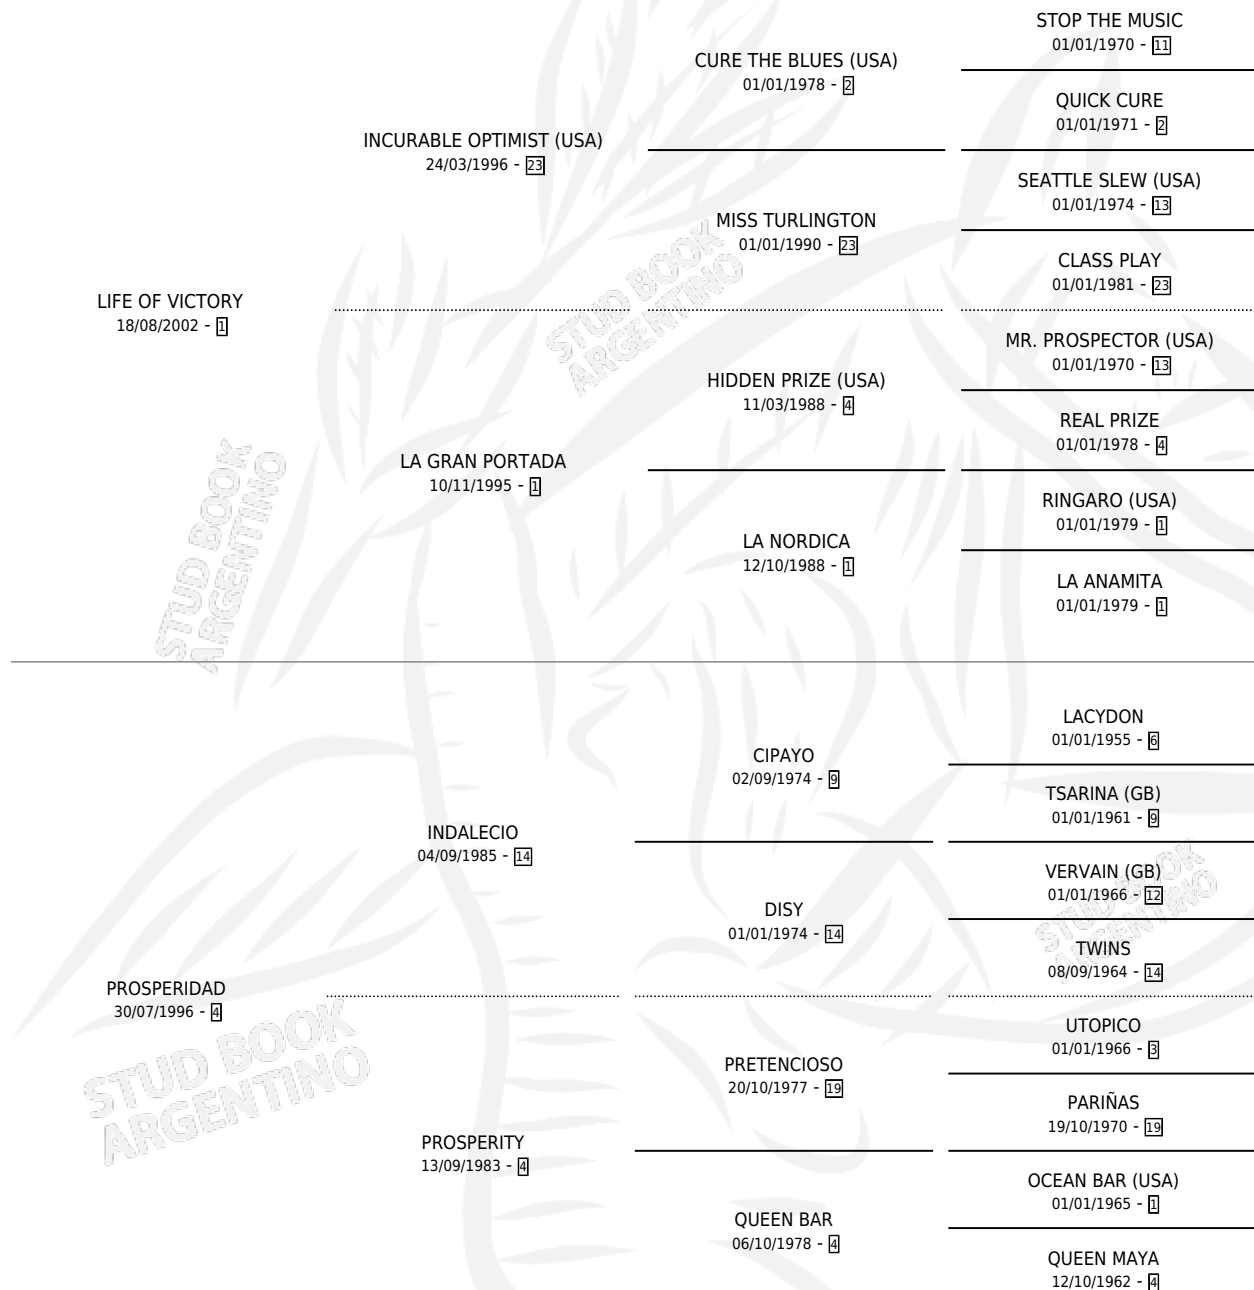 STOP THE MUSIC
01/01/1970 - 11
CURE THE BLUES (USA)
01/01/1978 - 2
QUICK CURE
01/01/1971 - 2
INCURABLE OPTIMIST (USA)
24/03/1996 - 23
SEATTLE SLEW (USA)
01/01/1974 - 13
MISS TURLINGTON
01/01/1990 - 23
CLASS PLAY
01/01/1981 - 23
LIFE OF VICTORY
18/08/2002 - 1
MR. PROSPECTOR (USA)
01/01/1970 - 13
HIDDEN PRIZE (USA)
11/03/1988 - 4
REAL PRIZE
01/01/1978 - 4
LA GRAN PORTADA
10/11/1995 - 1
RINGARO (USA)
01/01/1979 - 1
LA NORDICA
12/10/1988 - 1
LA ANAMITA
01/01/1979 - 1
LACYDON
01/01/1955 - 6
CIPAYO
02/09/1974 - 9
TSARINA (GB)
01/01/1961 - 9
INDALECIO
04/09/1985 - 14
VERVAIN (GB)
01/01/1966 - 12
DISY
01/01/1974 - 14
TWINS
08/09/1964 - 14
PROSPERIDAD
30/07/1996 - 4
UTOPICO
01/01/1966 - 3
PRETENCIOSO
20/10/1977 - 19
PARIÑAS
19/10/1970 - 19
PROSPERITY
13/09/1983 - 4
OCEAN BAR (USA)
01/01/1965 - 1
QUEEN BAR
06/10/1978 - 4
QUEEN MAYA
12/10/1962 - 4
STUD BOOK
ARGENTINO
STUD BOOK
ARGENTINO
STUD BOOK
ARGENTINO
STUD BOOK
ARGENTINO